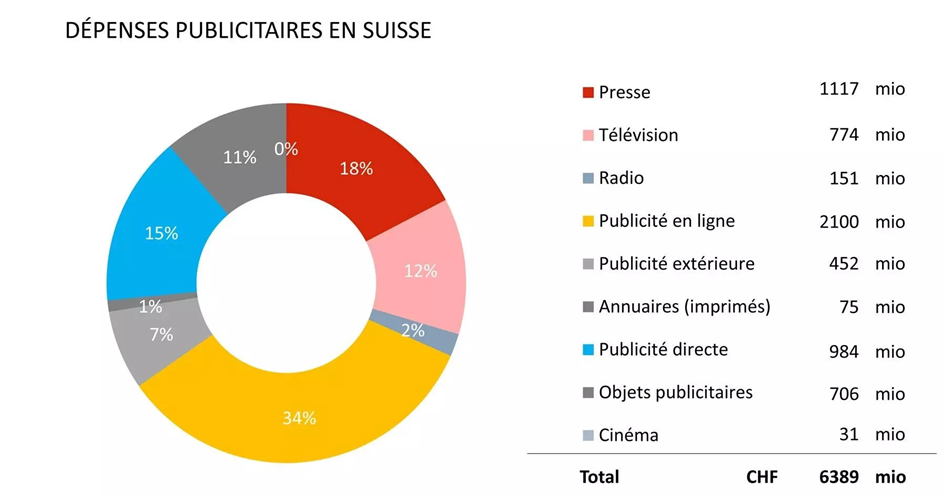 DÉPENSES PUBLICITAIRES EN SUISSE
0%
18%
12%
2%
34%
7%
1%
15%
11%
Presse 1117 mio
Télévision 774 mio
Radio 151 mio
Publicité en ligne 2100 mio
Publicité extérieure 452 mio
Annuaires (imprimés) 75 mio
Publicité directe 984 mio
Objets publicitaires 706 mio
Cinéma 31 mio
Total CHF 6389 mio